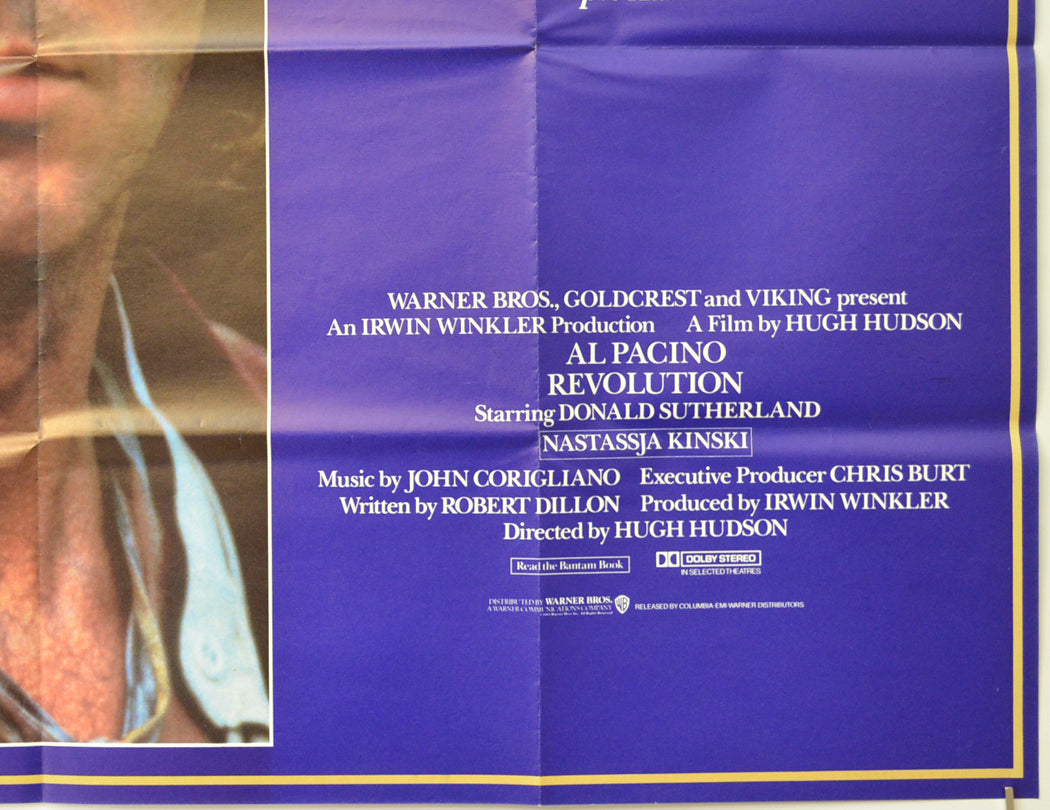 WARNER BROS., GOLDCREST and VIKING present
An IRWIN WINKLER Production A Film by HUGH HUDSON
AL PACINO
REVOLUTION
Starring DONALD SUTHERLAND
NASTASSJA KINSKI
Music by JOHN CORIGLIANO Executive Producer CHRIS BURT
Written by ROBERT DILLON Produced by IRWIN WINKLER
Directed by HUGH HUDSON
Read the Bantam Book
DOLBY STEREO
IN SELECTED THEATRES
DISTRIBUTED BY WARNER BROS.
A WARNER COMMUNICATIONS COMPANY
RELEASED BY COLUMBIA-EMI-WARNER DISTRIBUTORS